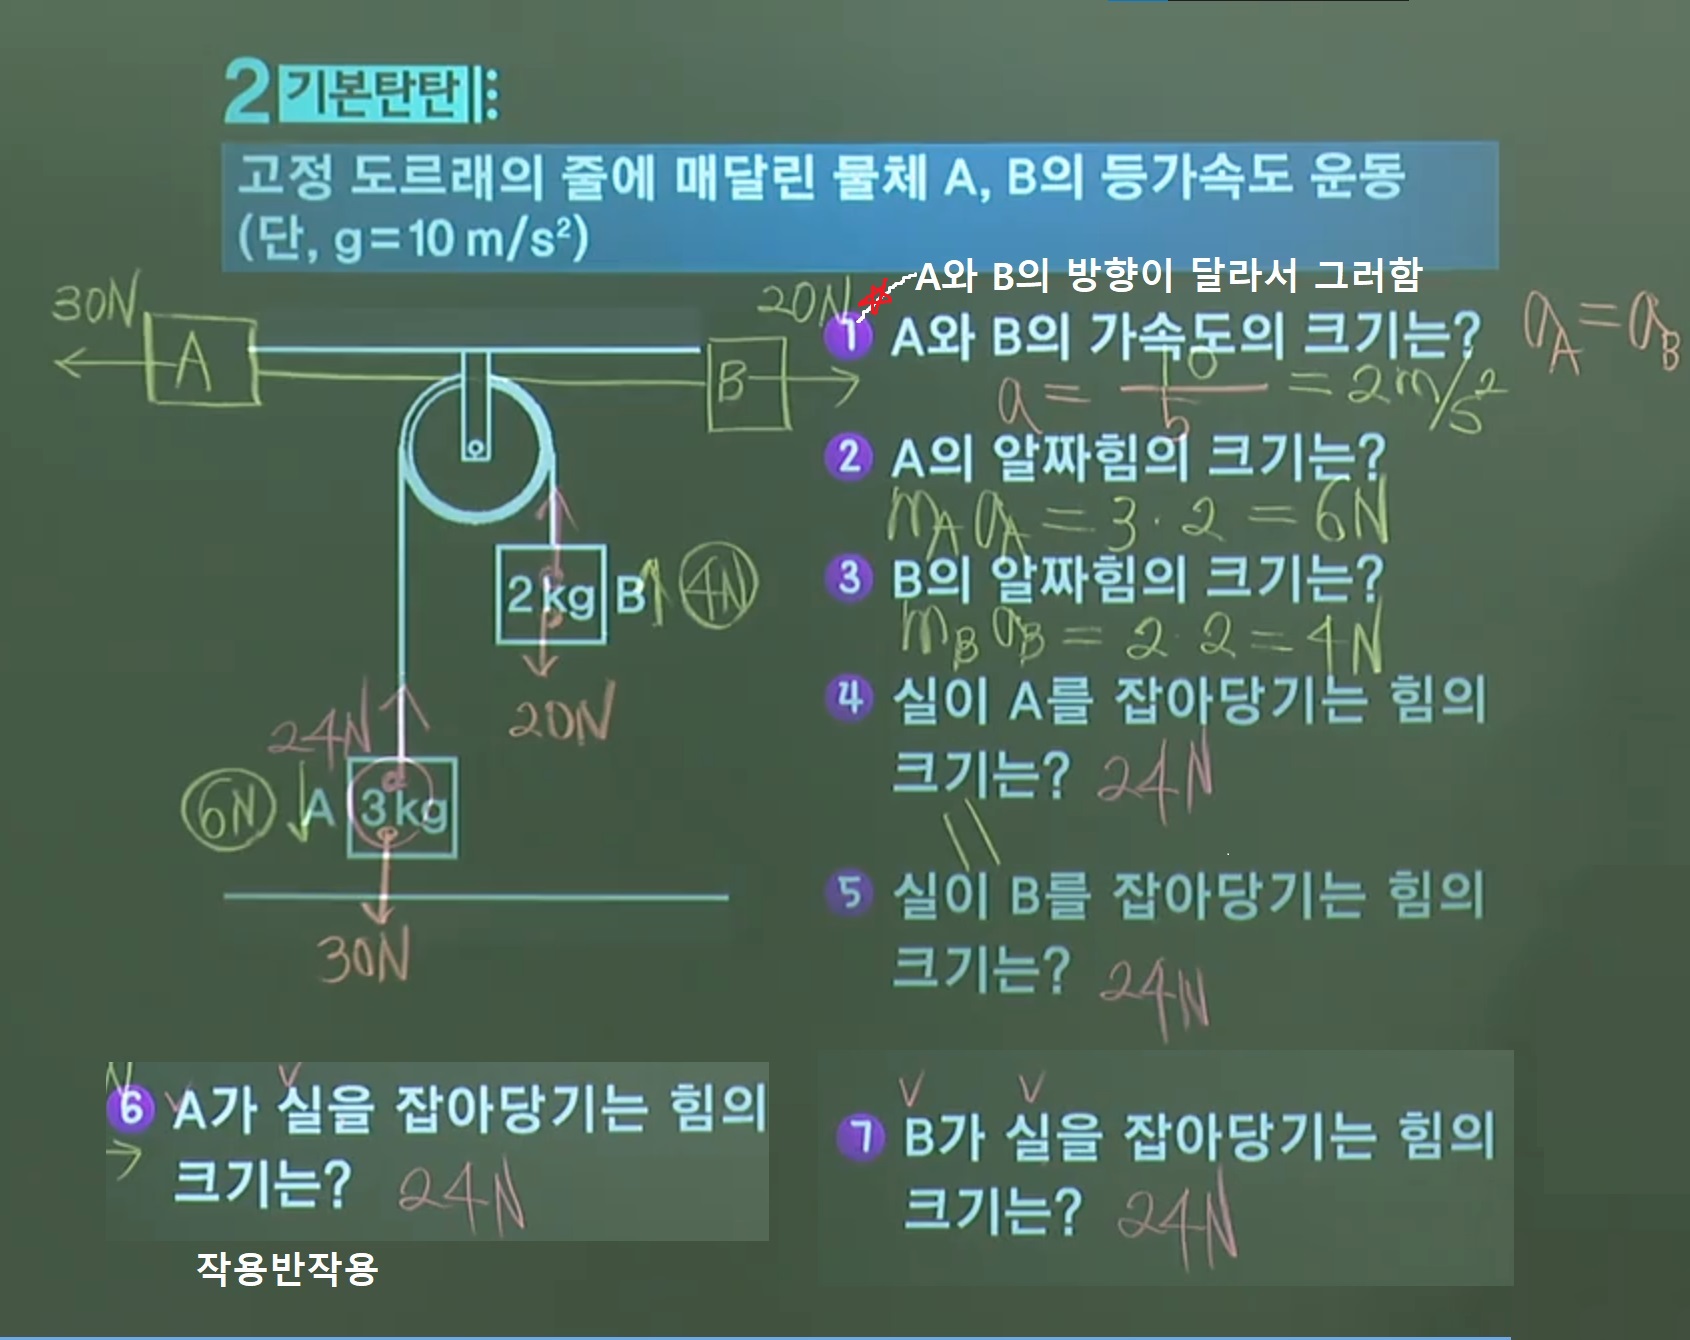 2 기본탄탄
고정 도르래의 줄에 매달린 물체 A, B의 등가속도 운동
(단, g=10 m/s²)
A와 B의 방향이 달라서 그러함
30N
A
B
20N
1 A와 B의 가속도의 크기는?
a_A = a_B
a = 10/5 = 2m/s²
2 A의 알짜힘의 크기는?
m_A a_A = 3·2 = 6N
3 B의 알짜힘의 크기는?
m_B a_B = 2·2 = 4N
2kg B
4N
20N
24N
6N
A 3kg
30N
4 실이 A를 잡아당기는 힘의
크기는? 24N
5 실이 B를 잡아당기는 힘의
크기는? 24N
6 A가 실을 잡아당기는 힘의
크기는? 24N
작용반작용
7 B가 실을 잡아당기는 힘의
크기는? 24N